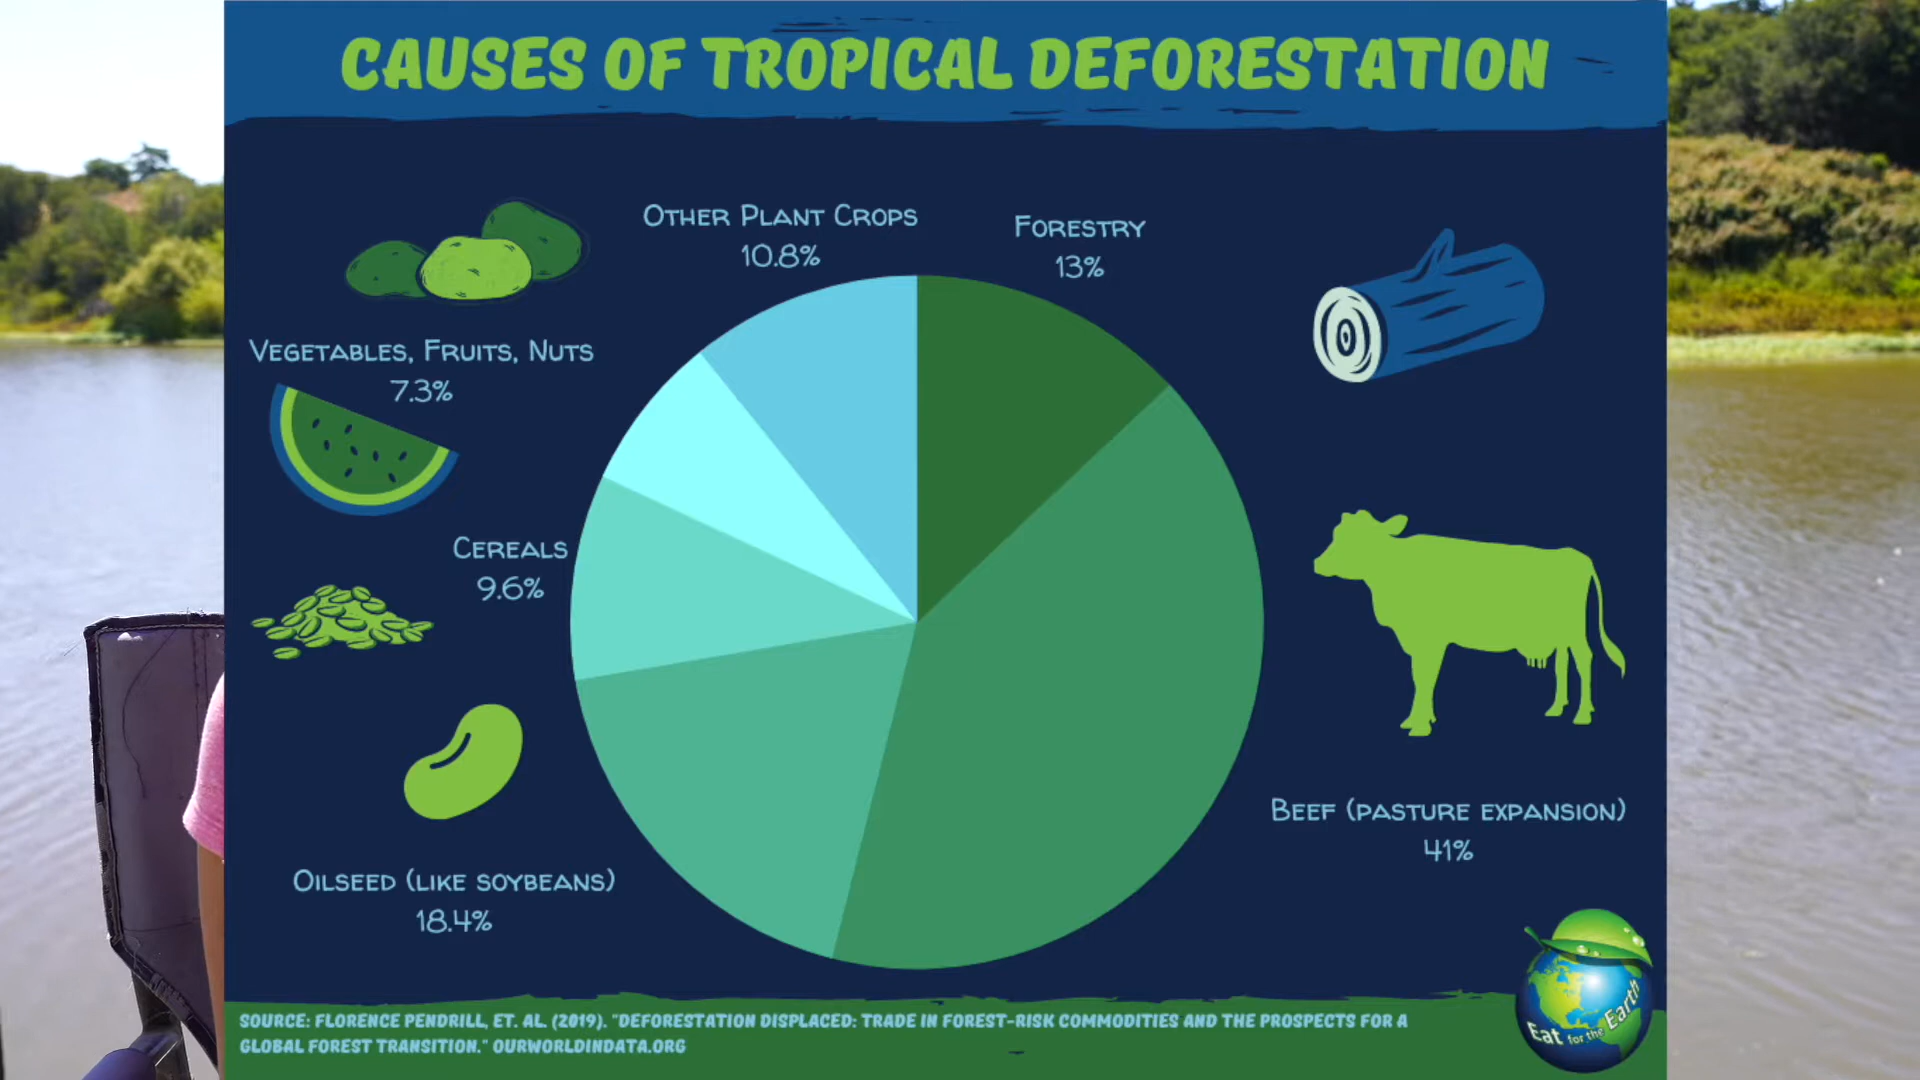 CAUSES OF TROPICAL DEFORESTATION
OTHER PLANT CROPS
10.8%
FORESTRY
13%
VEGETABLES, FRUITS, NUTS
7.3%
CEREALS
9.6%
OILSEED (LIKE SOYBEANS)
18.4%
BEEF (PASTURE EXPANSION)
41%
SOURCE: FLORENCE PENDRILL, ET. AL. (2019). "DEFORESTATION DISPLACED: TRADE IN FOREST-RISK COMMODITIES AND THE PROSPECTS FOR A
GLOBAL FOREST TRANSITION." OURWORLDINDATA.ORG
Eat for the Earth